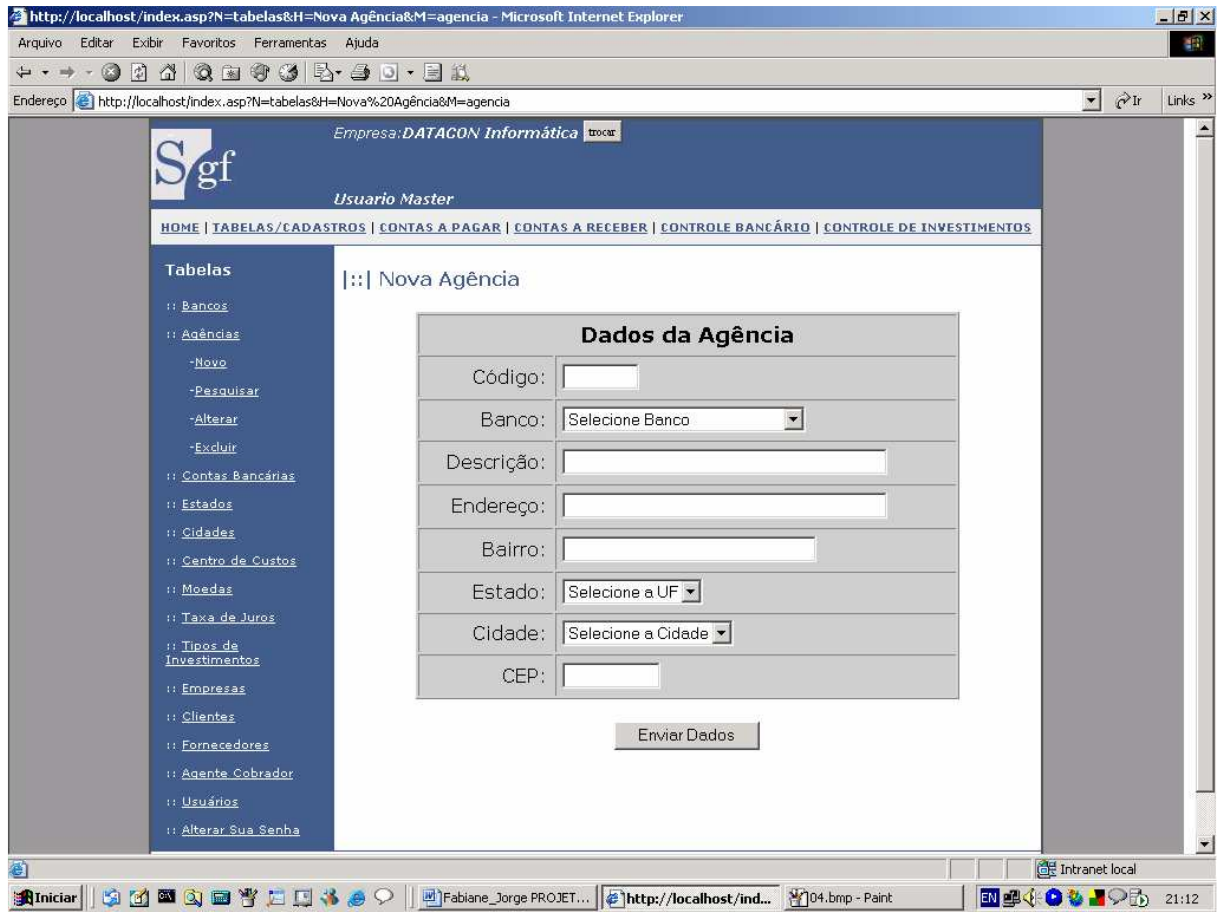 http://localhost/index.asp?N=tabelas&H=Nova Agência&M=agencia - Microsoft Internet Explorer
Arquivo Editar Exibir Favoritos Ferramentas Ajuda
Endereço http://localhost/index.asp?N=tabelas&H=Nova%20Agência&M=agencia Ir Links »
Sgf
Empresa:DATACON Informática trocar
Usuario Master
HOME | TABELAS/CADASTROS | CONTAS A PAGAR | CONTAS A RECEBER | CONTROLE BANCÁRIO | CONTROLE DE INVESTIMENTOS
Tabelas
:: Bancos
:: Agências
-Novo
-Pesquisar
-Alterar
-Excluir
:: Contas Bancárias
:: Estados
:: Cidades
:: Centro de Custos
:: Moedas
:: Taxa de Juros
:: Tipos de
Investimentos
:: Empresas
:: Clientes
:: Fornecedores
:: Agente Cobrador
:: Usuários
:: Alterar Sua Senha
|::| Nova Agência
Dados da Agência
Código:
Banco: Selecione Banco
Descrição:
Endereço:
Bairro:
Estado: Selecione a UF
Cidade: Selecione a Cidade
CEP:
Enviar Dados
Intranet local
Iniciar Fabiane_Jorge PROJET... http://localhost/ind... 04.bmp - Paint EN 21:12